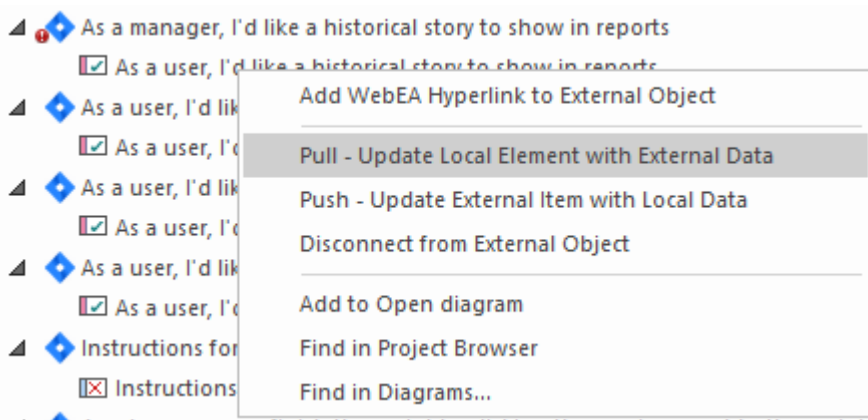 As a manager, I'd like a historical story to show in reports
As a user, I'd like a historical story to show in reports
As a user, I'd lik
As a user, I'd
As a user, I'd lik
As a user, I'd
As a user, I'd lik
As a user, I'd
Instructions for
Instructions
Add WebEA Hyperlink to External Object
Pull - Update Local Element with External Data
Push - Update External Item with Local Data
Disconnect from External Object
Add to Open diagram
Find in Project Browser
Find in Diagrams...